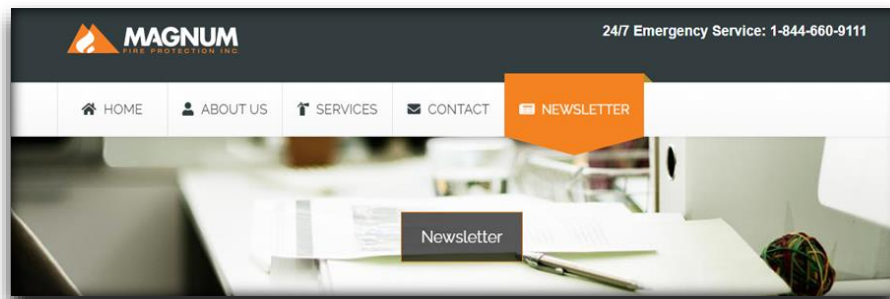 MAGNUM
FIRE PROTECTION INC.
24/7 Emergency Service: 1-844-660-9111
HOME
ABOUT US
SERVICES
CONTACT
NEWSLETTER
Newsletter